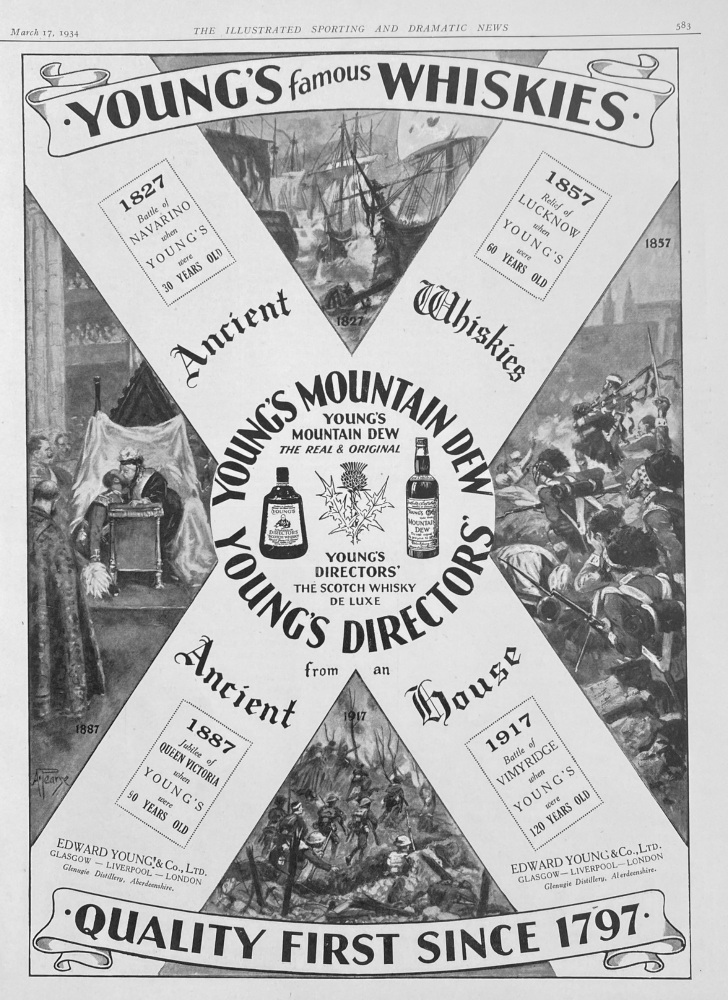 March 17, 1934
THE ILLUSTRATED SPORTING AND DRAMATIC NEWS
583
·YOUNG'S famous WHISKIES·
1827
Battle of
NAVARINO
when
YOUNG'S
were
30 YEARS OLD
1857
Relief of
LUCKNOW
when
YOUNG'S
were
60 YEARS OLD
1857
1827
Ancient
Whiskies
YOUNG'S MOUNTAIN DEW
YOUNG'S
MOUNTAIN DEW
THE REAL & ORIGINAL
YOUNG'S
DIRECTORS'
YOUNG'S
MOUNTAIN
DEW
YOUNG'S
DIRECTORS'
THE SCOTCH WHISKY
DE LUXE
YOUNG'S DIRECTORS'
Ancient
from an
House
1887
1917
1887
Jubilee of
QUEEN VICTORIA
when
YOUNG'S
were
90 YEARS OLD
1917
Battle of
VIMY RIDGE
when
YOUNG'S
were
120 YEARS OLD
EDWARD YOUNG & Co., LTD.
GLASGOW — LIVERPOOL — LONDON
Glenugie Distillery, Aberdeenshire.
EDWARD YOUNG & Co., LTD.
GLASGOW — LIVERPOOL — LONDON
Glenugie Distillery, Aberdeenshire.
·QUALITY FIRST SINCE 1797·